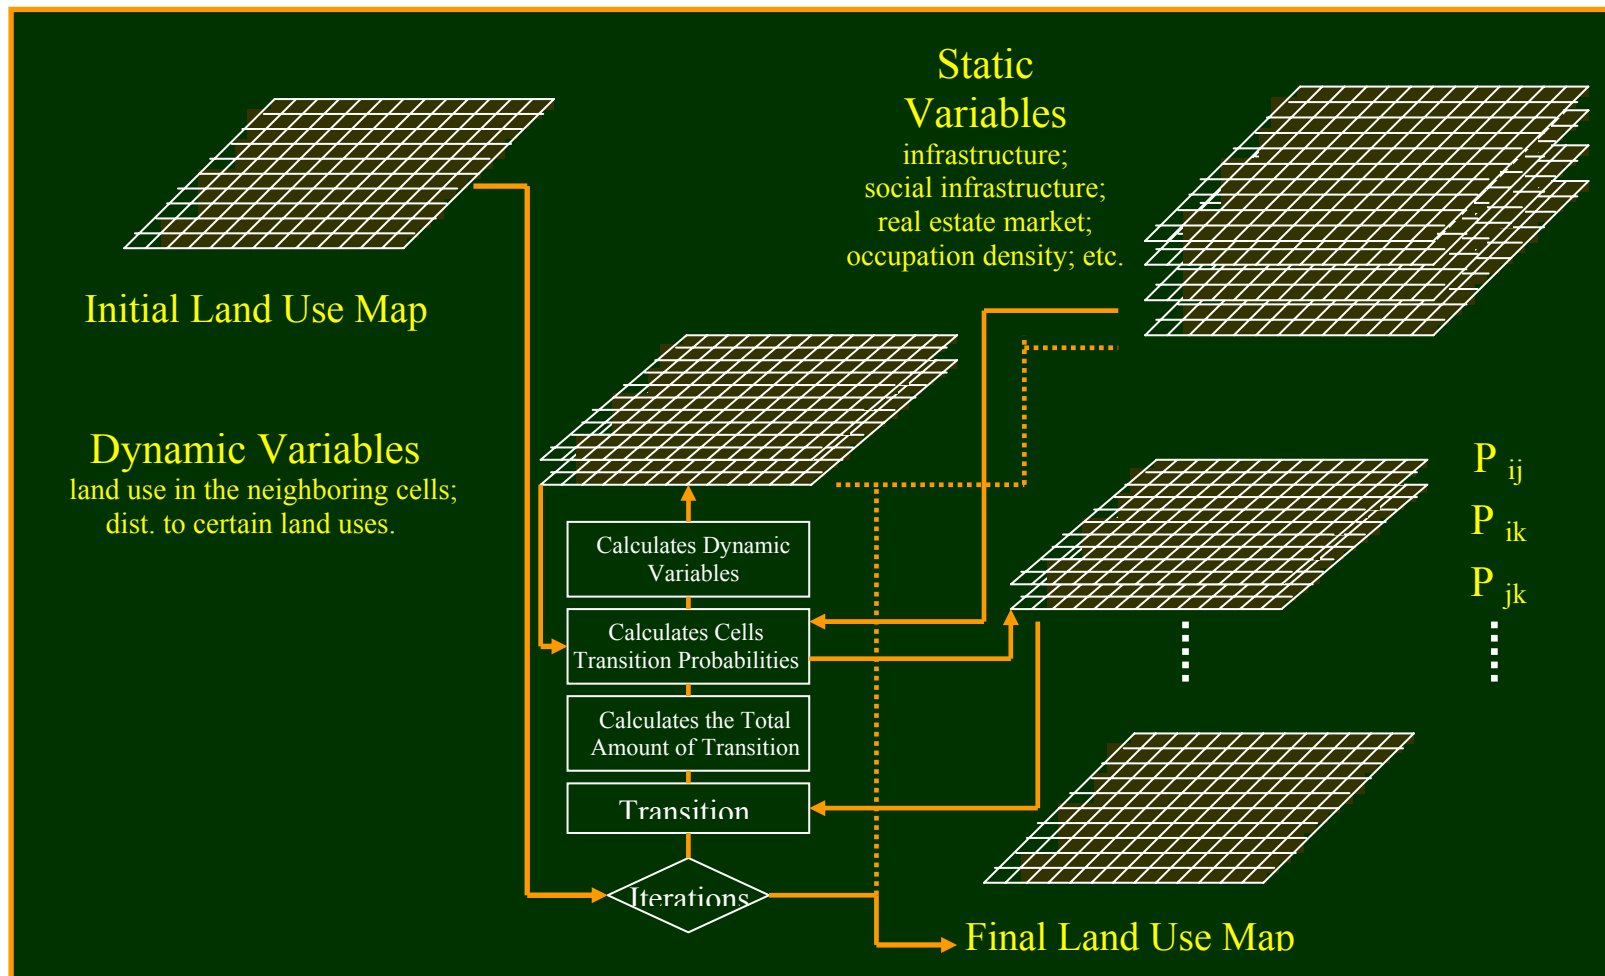 Static
Variables
infrastructure;
social infrastructure;
real estate market;
occupation density; etc.
Initial Land Use Map
Dynamic Variables
land use in the neighboring cells;
dist. to certain land uses.
P ij
P ik
P jk
Calculates Dynamic
Variables
Calculates Cells
Transition Probabilities
Calculates the Total
Amount of Transition
Transition
Iterations
Final Land Use Map